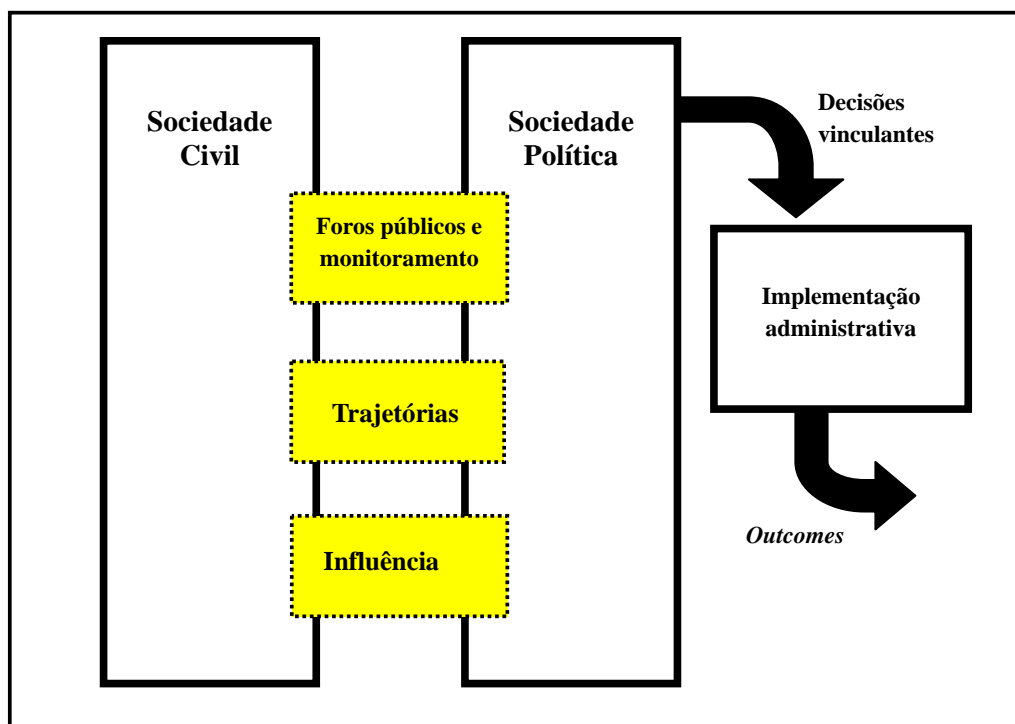 Sociedade
Civil
Sociedade
Política
Decisões
vinculantes
Foros públicos e
monitoramento
Implementação
administrativa
Trajetórias
Influência
Outcomes